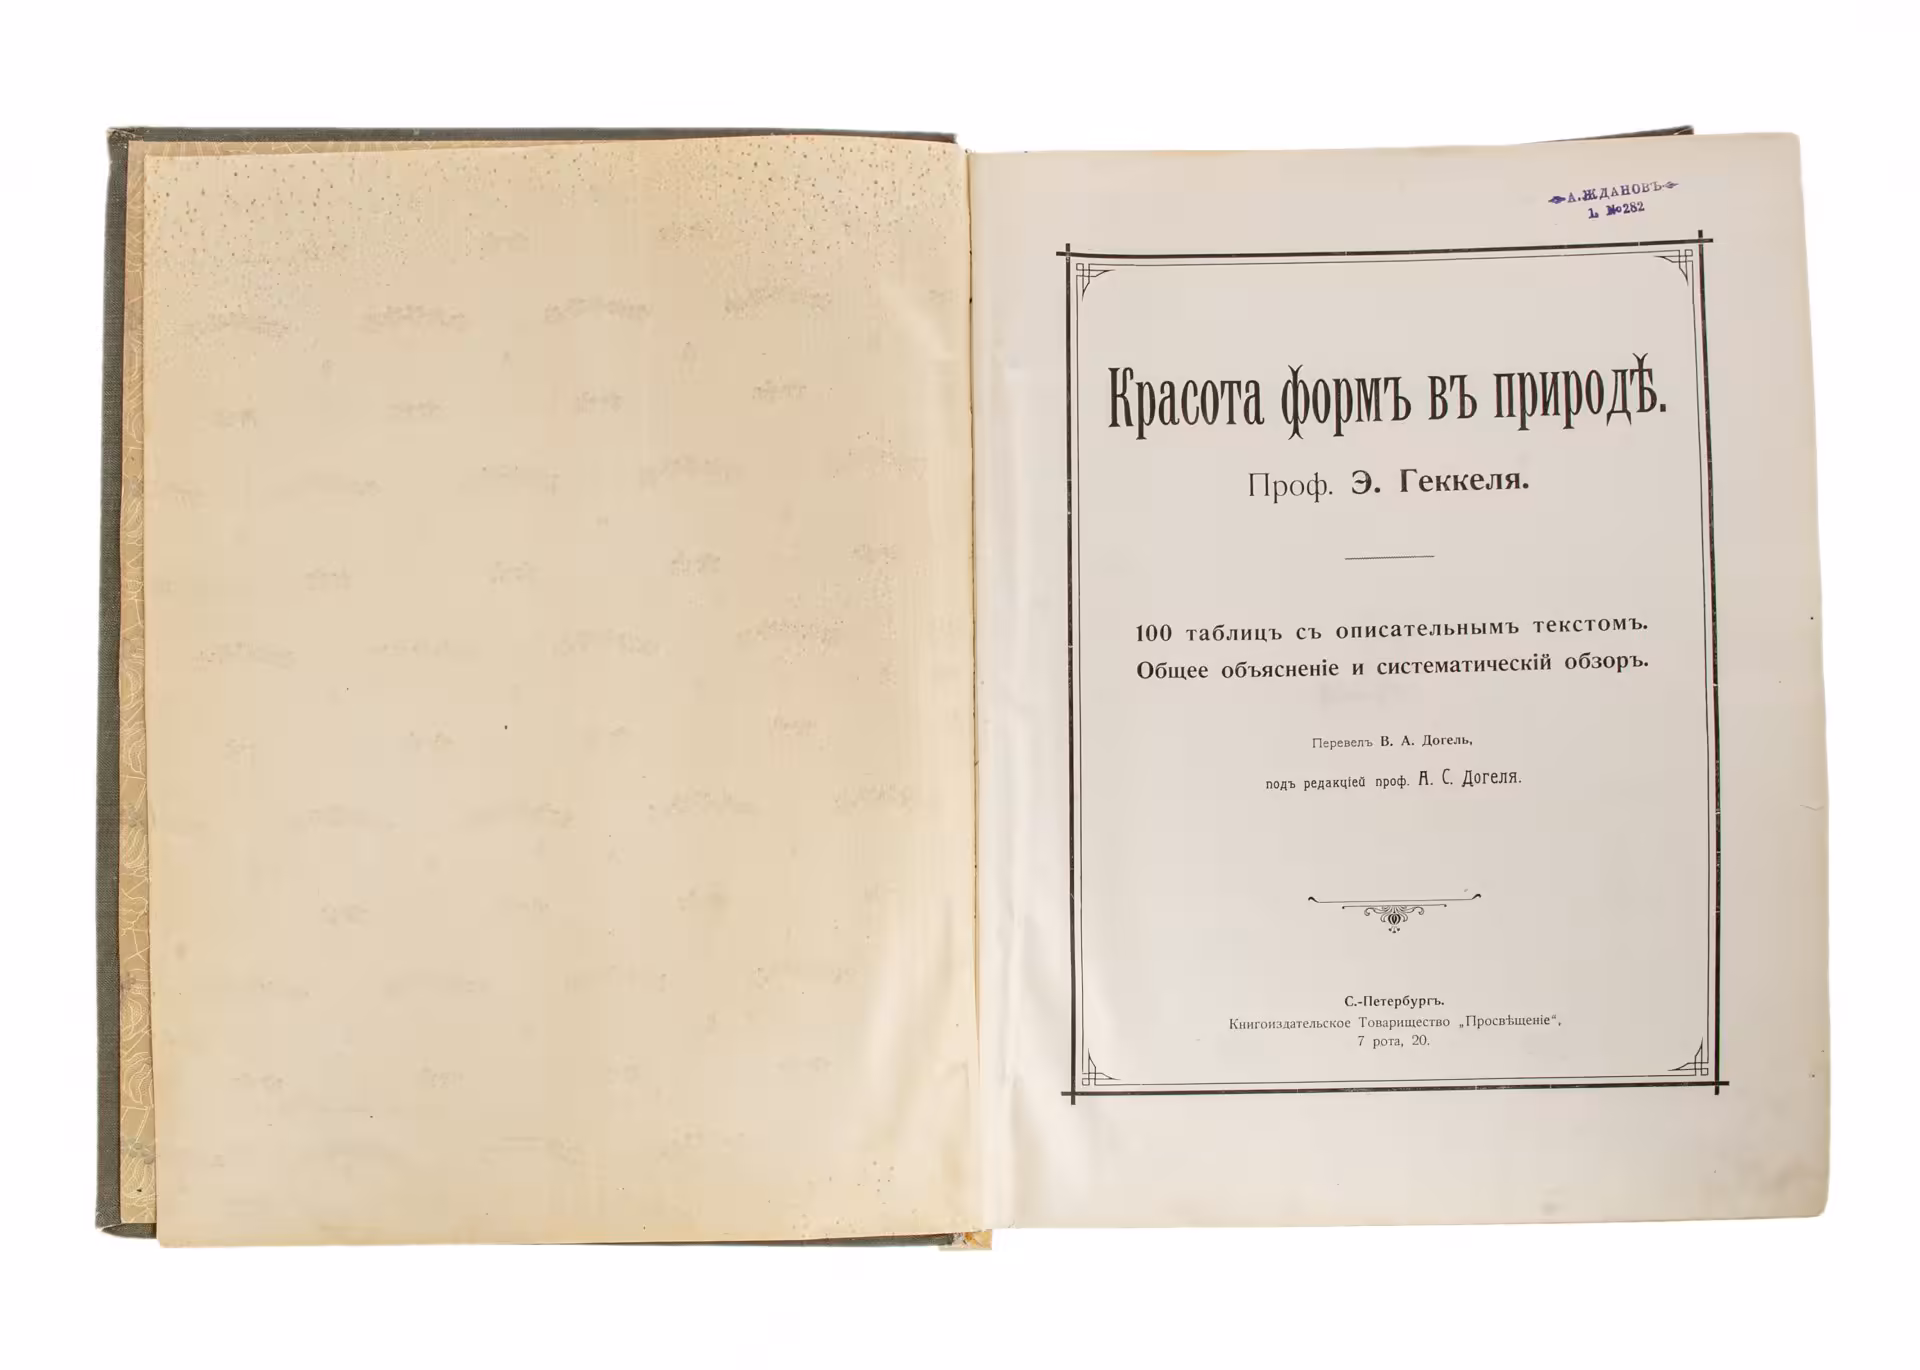 А. ЖДАНОВЪ
1. №282
Красота формъ въ природѣ.
Проф. Э. Геккеля.
100 таблицъ съ описательнымъ текстомъ.
Общее объясненіе и систематическій обзоръ.
Перевелъ В. А. Догель,
подъ редакціей проф. А. С. Догеля.
С.-Петербургъ.
Книгоиздательское Товарищество „Просвѣщеніе“,
7 рота, 20.